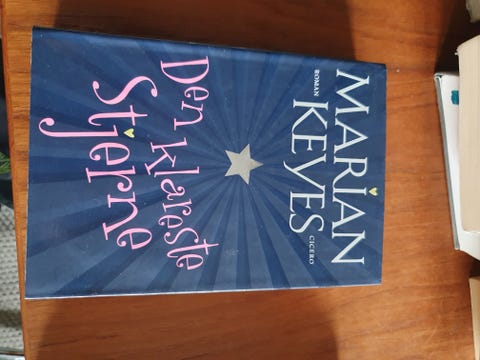 MARIAN
KEYES
ROMAN
CICERO
Den klareste
Stjerne